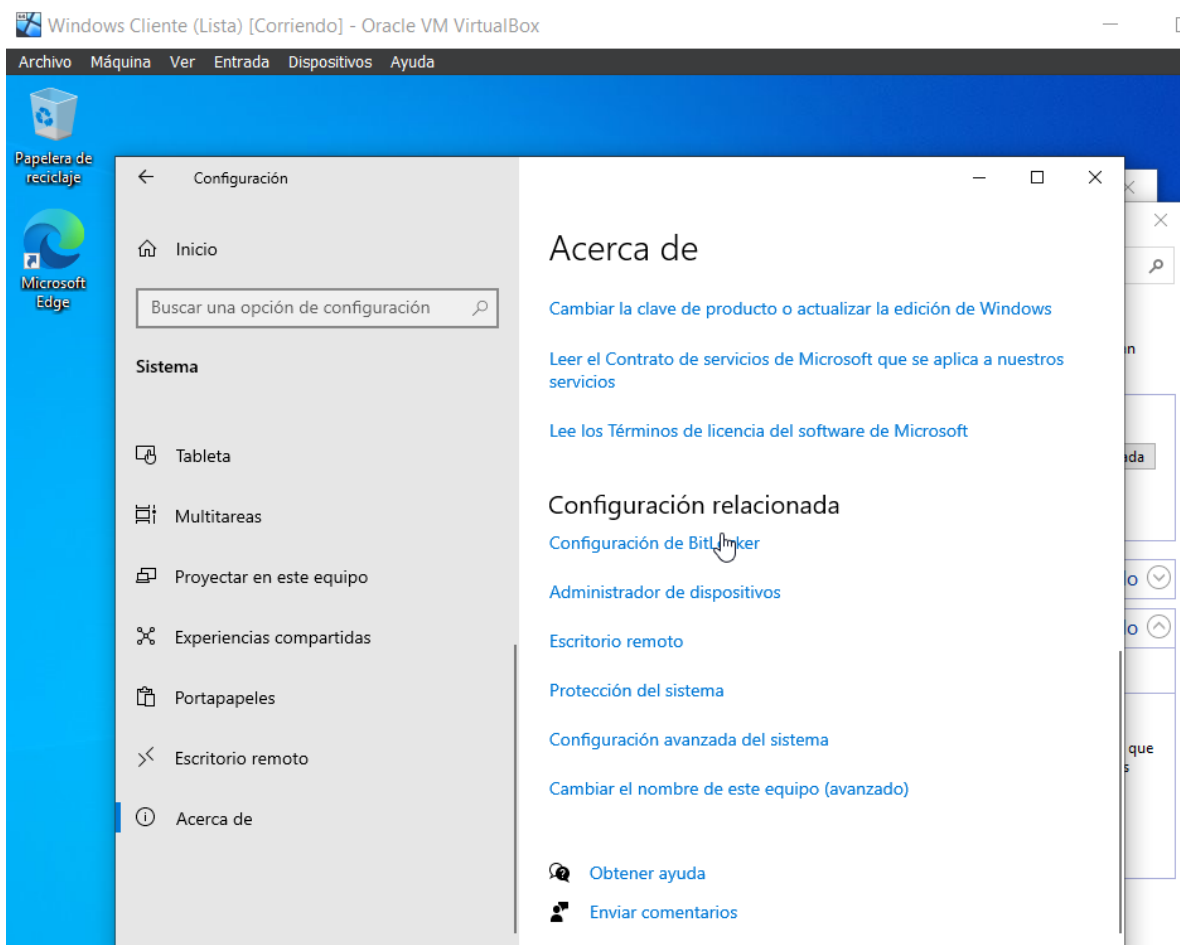 Windows Cliente (Lista) [Corriendo] - Oracle VM VirtualBox
Archivo Máquina Ver Entrada Dispositivos Ayuda
Papelera de
reciclaje
Microsoft
Edge
Configuración
Inicio
Buscar una opción de configuración
Sistema
Tableta
Multitareas
Proyectar en este equipo
Experiencias compartidas
Portapapeles
Escritorio remoto
Acerca de
Acerca de
Cambiar la clave de producto o actualizar la edición de Windows
Leer el Contrato de servicios de Microsoft que se aplica a nuestros
servicios
Lee los Términos de licencia del software de Microsoft
Configuración relacionada
Configuración de BitLocker
Administrador de dispositivos
Escritorio remoto
Protección del sistema
Configuración avanzada del sistema
Cambiar el nombre de este equipo (avanzado)
Obtener ayuda
Enviar comentarios
que